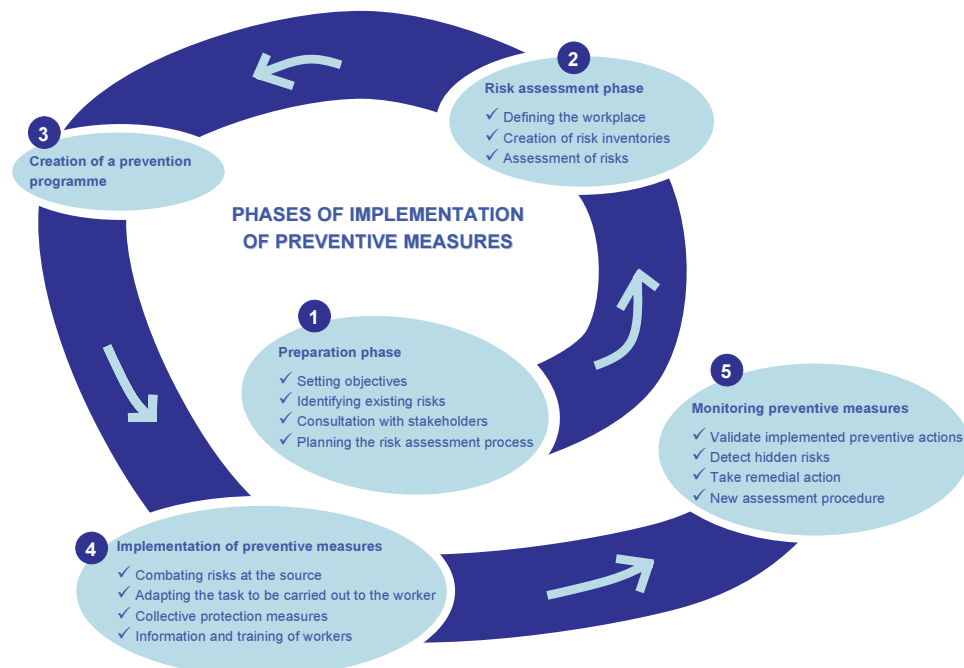 PHASES OF IMPLEMENTATION
OF PREVENTIVE MEASURES
1
Preparation phase
✓ Setting objectives
✓ Identifying existing risks
✓ Consultation with stakeholders
✓ Planning the risk assessment process
2
Risk assessment phase
✓ Defining the workplace
✓ Creation of risk inventories
✓ Assessment of risks
3
Creation of a prevention
programme
4
Implementation of preventive measures
✓ Combating risks at the source
✓ Adapting the task to be carried out to the worker
✓ Collective protection measures
✓ Information and training of workers
5
Monitoring preventive measures
✓ Validate implemented preventive actions
✓ Detect hidden risks
✓ Take remedial action
✓ New assessment procedure